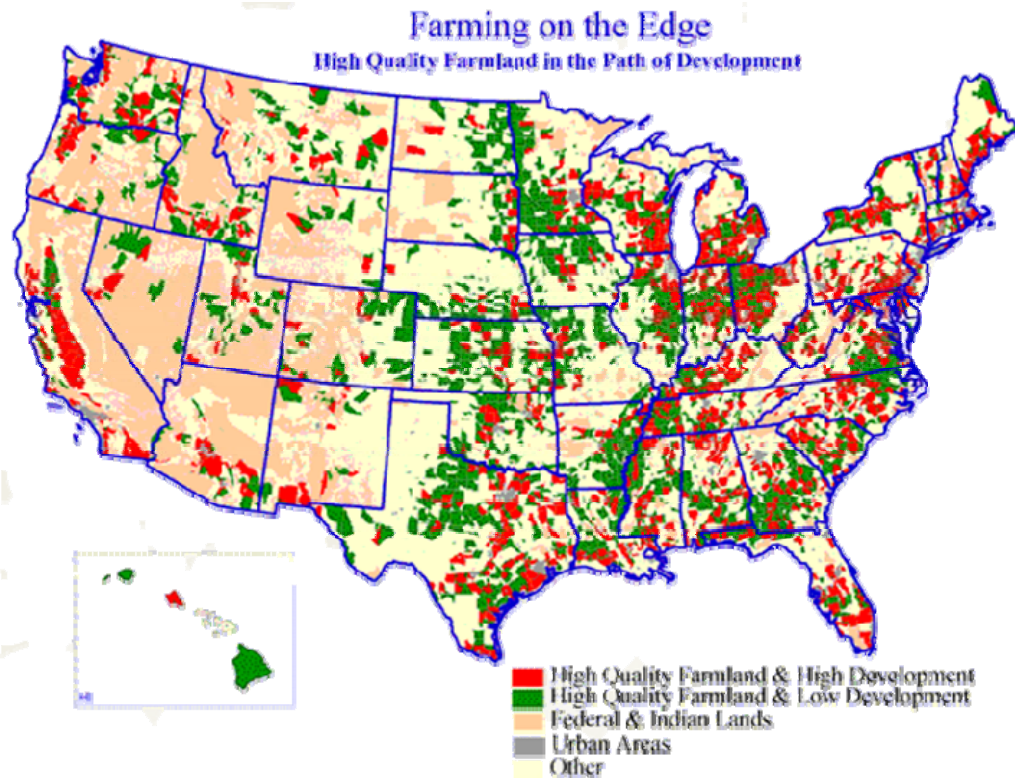 Farming on the Edge
High Quality Farmland in the Path of Development
High Quality Farmland & High Development
High Quality Farmland & Low Development
Federal & Indian Lands
Urban Areas
Other